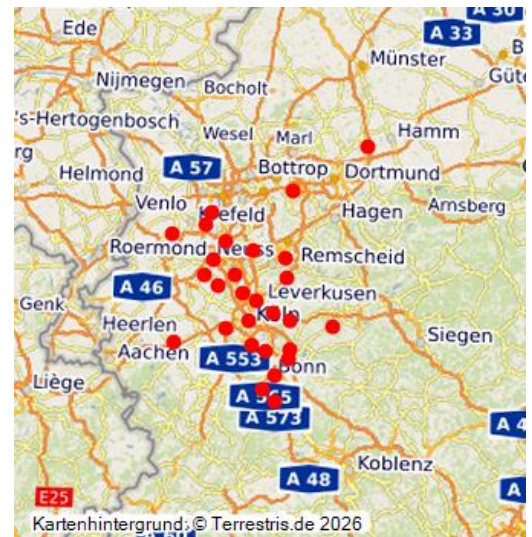 A 30
Ede
A 33
B
Münster
Nijmegen
Bocholt
Güte
's-Hertogenbosch
Wesel
Marl
Hamm
rg
A 57
Bottrop
Dortmund
Helmond
Venlo
Krefeld
Hagen
Arnsberg
Roermond
Neuss
Remscheid
A 46
Leverkusen
Genk
Köln
Heerlen
Siegen
Aachen
A 553
Bonn
Liège
A 565
A 573
A 4
Koblenz
A 48
A
E25
Kartenhintergrund: © Terrestris.de 2026